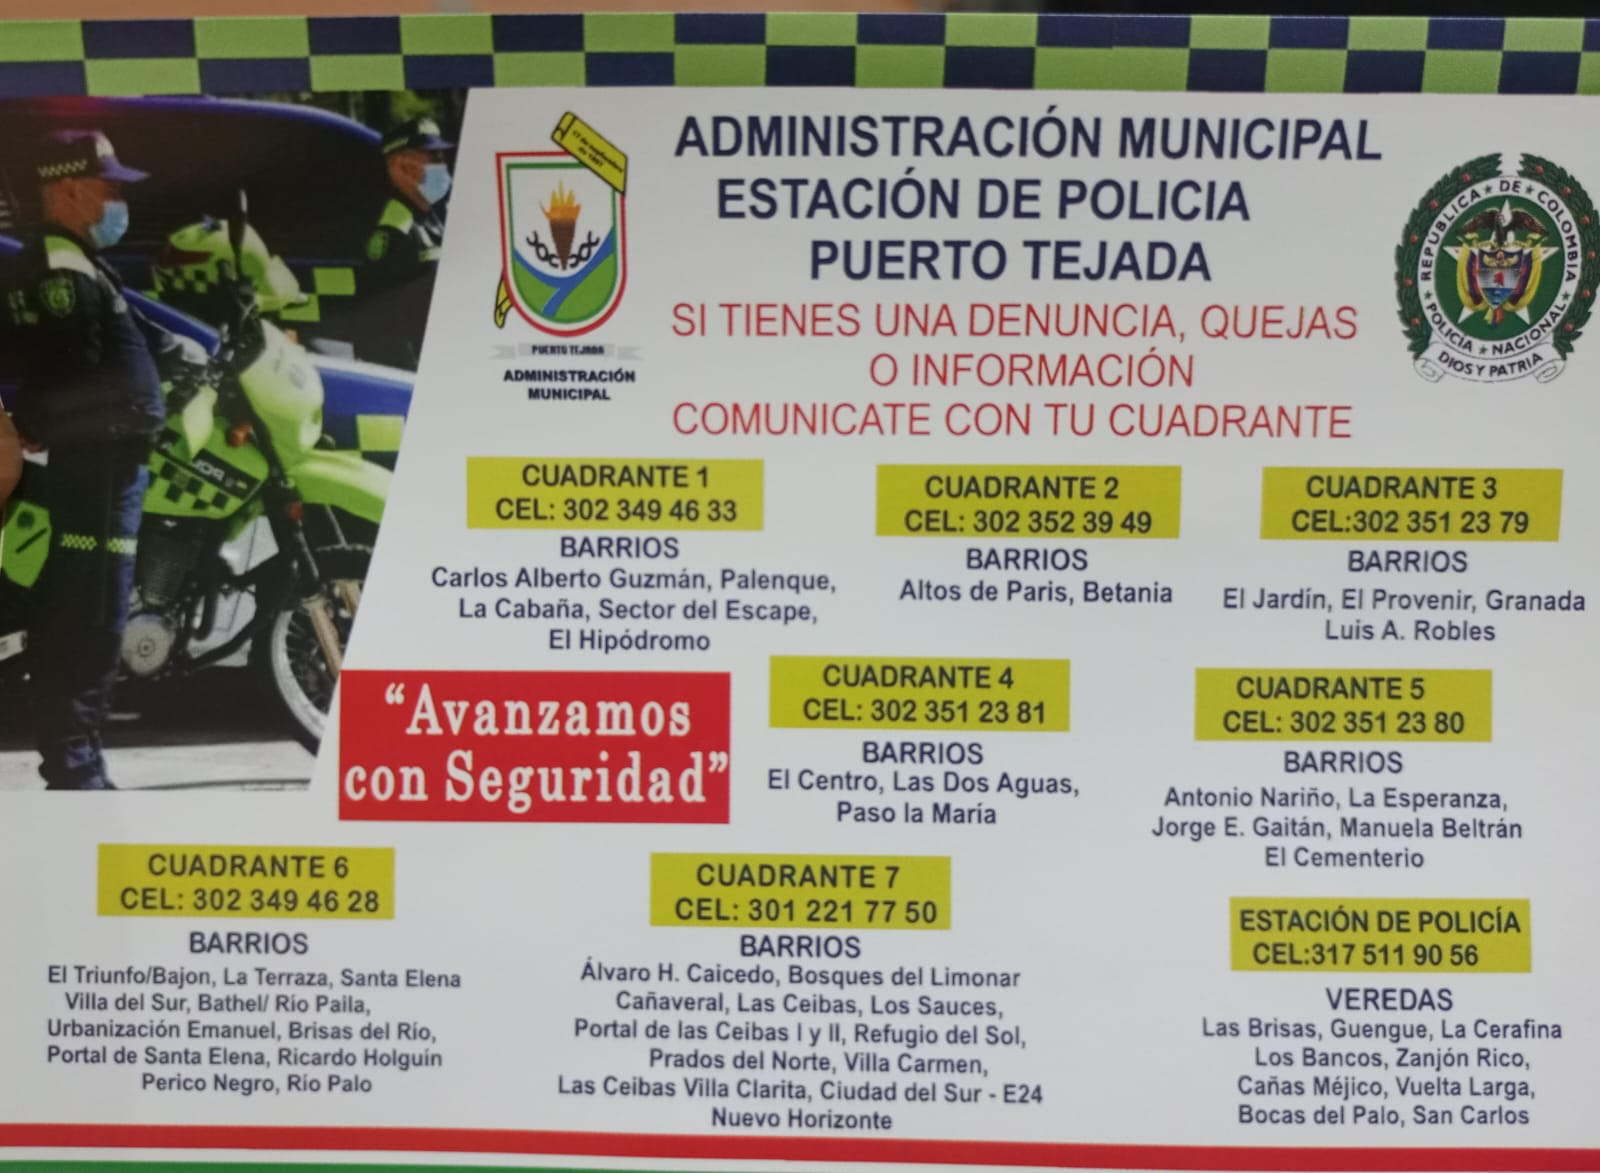 ADMINISTRACIÓN MUNICIPAL
ESTACIÓN DE POLICIA
PUERTO TEJADA
SI TIENES UNA DENUNCIA, QUEJAS
O INFORMACIÓN
COMUNICATE CON TU CUADRANTE
PUERTO TEJADA
ADMINISTRACIÓN
MUNICIPAL
REPÚBLICA DE COLOMBIA
POLICÍA NACIONAL
DIOS Y PATRIA
CUADRANTE 1
CEL: 302 349 46 33
BARRIOS
Carlos Alberto Guzmán, Palenque,
La Cabaña, Sector del Escape,
El Hipódromo
CUADRANTE 2
CEL: 302 352 39 49
BARRIOS
Altos de Paris, Betania
CUADRANTE 3
CEL:302 351 23 79
BARRIOS
El Jardín, El Provenir, Granada
Luis A. Robles
“Avanzamos
con Seguridad”
CUADRANTE 4
CEL: 302 351 23 81
BARRIOS
El Centro, Las Dos Aguas,
Paso la María
CUADRANTE 5
CEL: 302 351 23 80
BARRIOS
Antonio Nariño, La Esperanza,
Jorge E. Gaitán, Manuela Beltrán
El Cementerio
CUADRANTE 6
CEL: 302 349 46 28
BARRIOS
El Triunfo/Bajon, La Terraza, Santa Elena
Villa del Sur, Bathel/ Río Paila,
Urbanización Emanuel, Brisas del Río,
Portal de Santa Elena, Ricardo Holguín
Perico Negro, Río Palo
CUADRANTE 7
CEL: 301 221 77 50
BARRIOS
Álvaro H. Caicedo, Bosques del Limonar
Cañaveral, Las Ceibas, Los Sauces,
Portal de las Ceibas I y II, Refugio del Sol,
Prados del Norte, Villa Carmen,
Las Ceibas Villa Clarita, Ciudad del Sur - E24
Nuevo Horizonte
ESTACIÓN DE POLICÍA
CEL:317 511 90 56
VEREDAS
Las Brisas, Guengue, La Cerafina
Los Bancos, Zanjón Rico,
Cañas Méjico, Vuelta Larga,
Bocas del Palo, San Carlos